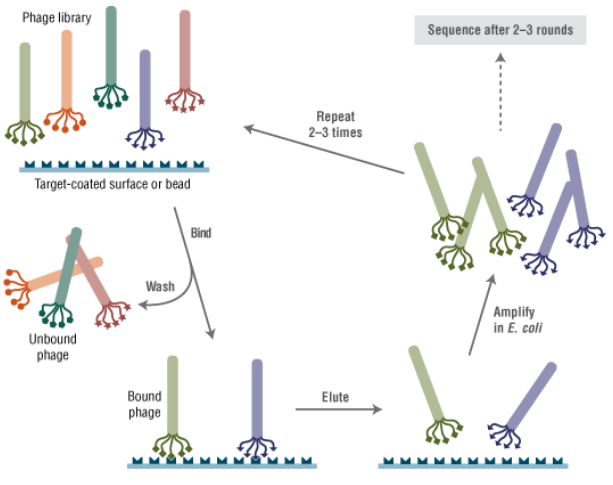 Phage library
Sequence after 2–3 rounds
Repeat
2–3 times
Target-coated surface or bead
Bind
Wash
Unbound
phage
Amplify
in E. coli
Bound
phage
Elute